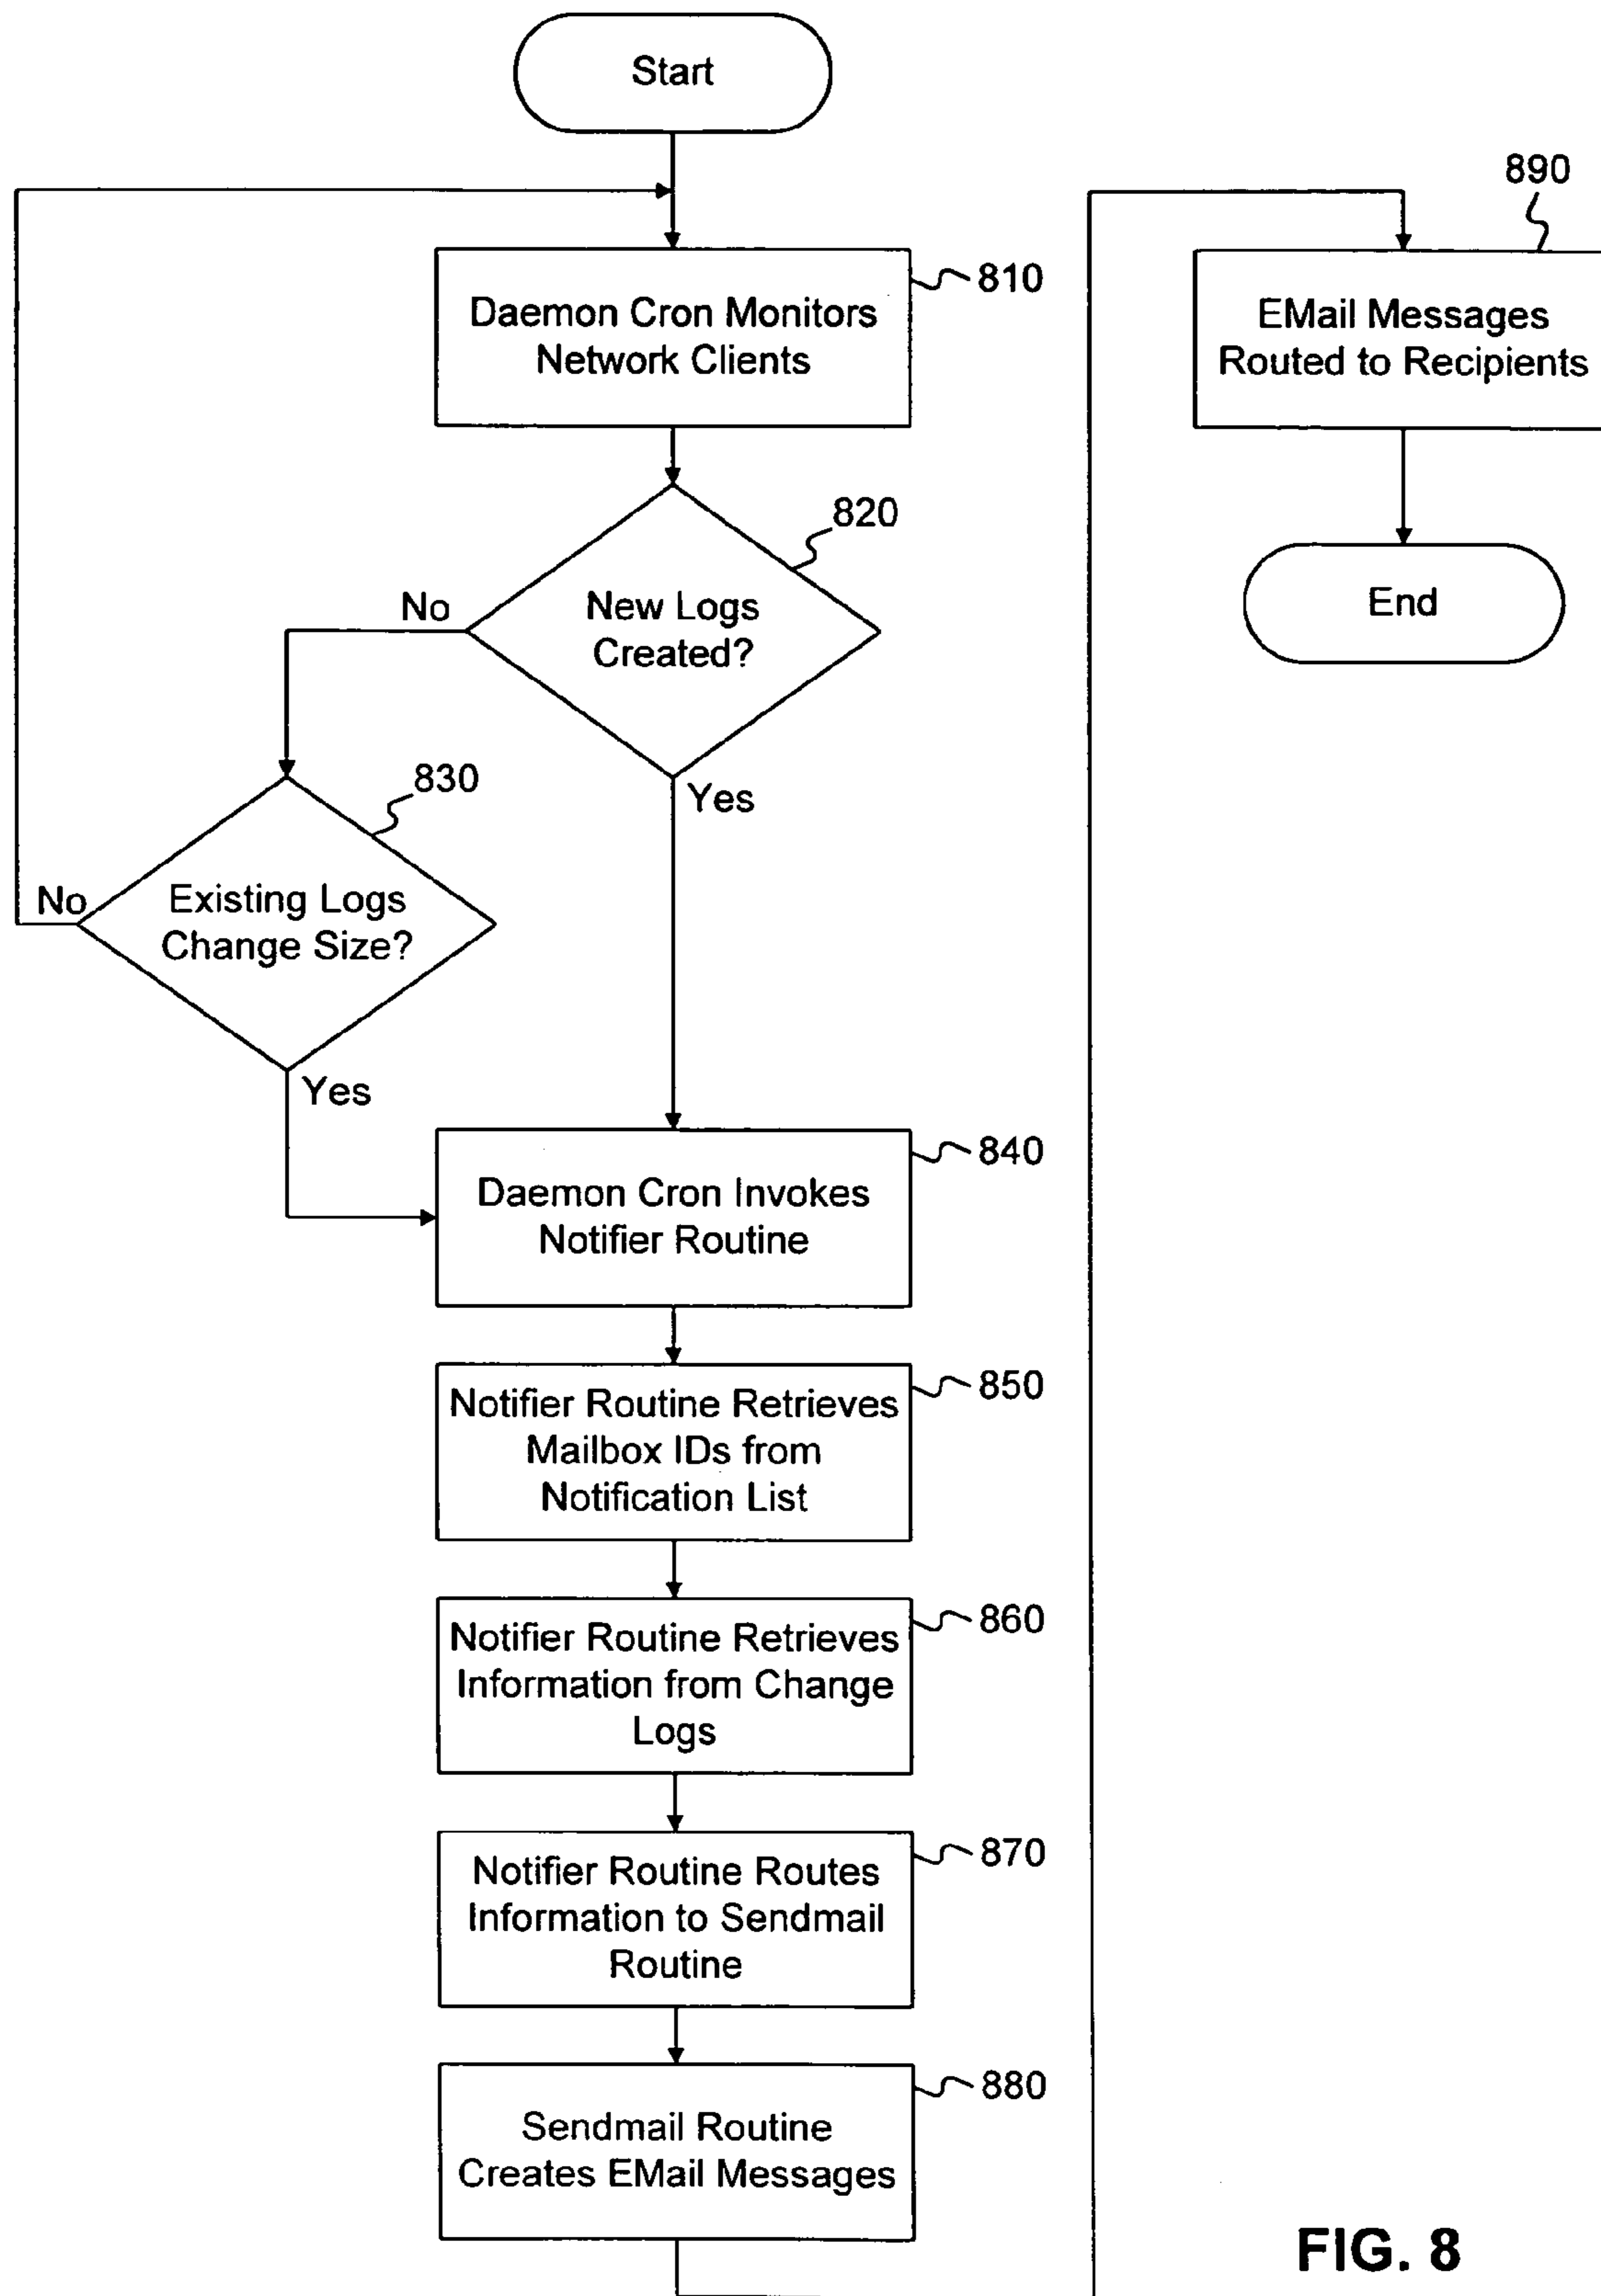 Start
810
Daemon Cron Monitors
Network Clients
820
New Logs
Created?
No
Yes
830
Existing Logs
Change Size?
No
Yes
840
Daemon Cron Invokes
Notifier Routine
850
Notifier Routine Retrieves
Mailbox IDs from
Notification List
860
Notifier Routine Retrieves
Information from Change
Logs
870
Notifier Routine Routes
Information to Sendmail
Routine
880
Sendmail Routine
Creates EMail Messages
890
EMail Messages
Routed to Recipients
End
FIG. 8